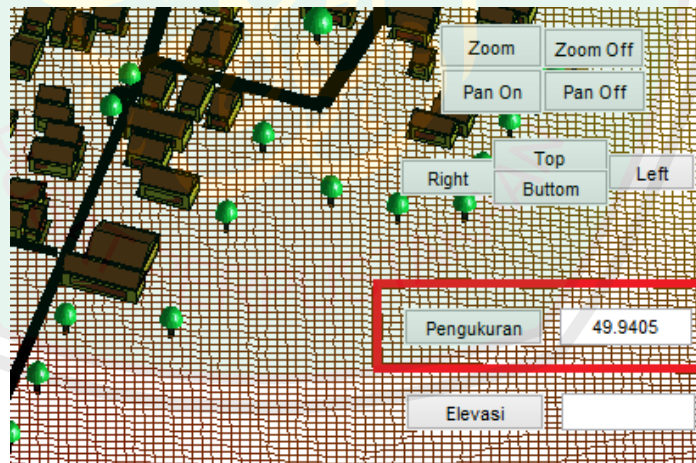 Zoom
Zoom Off
Pan On
Pan Off
Top
Right
Left
Buttom
Pengukuran
49.9405
Elevasi